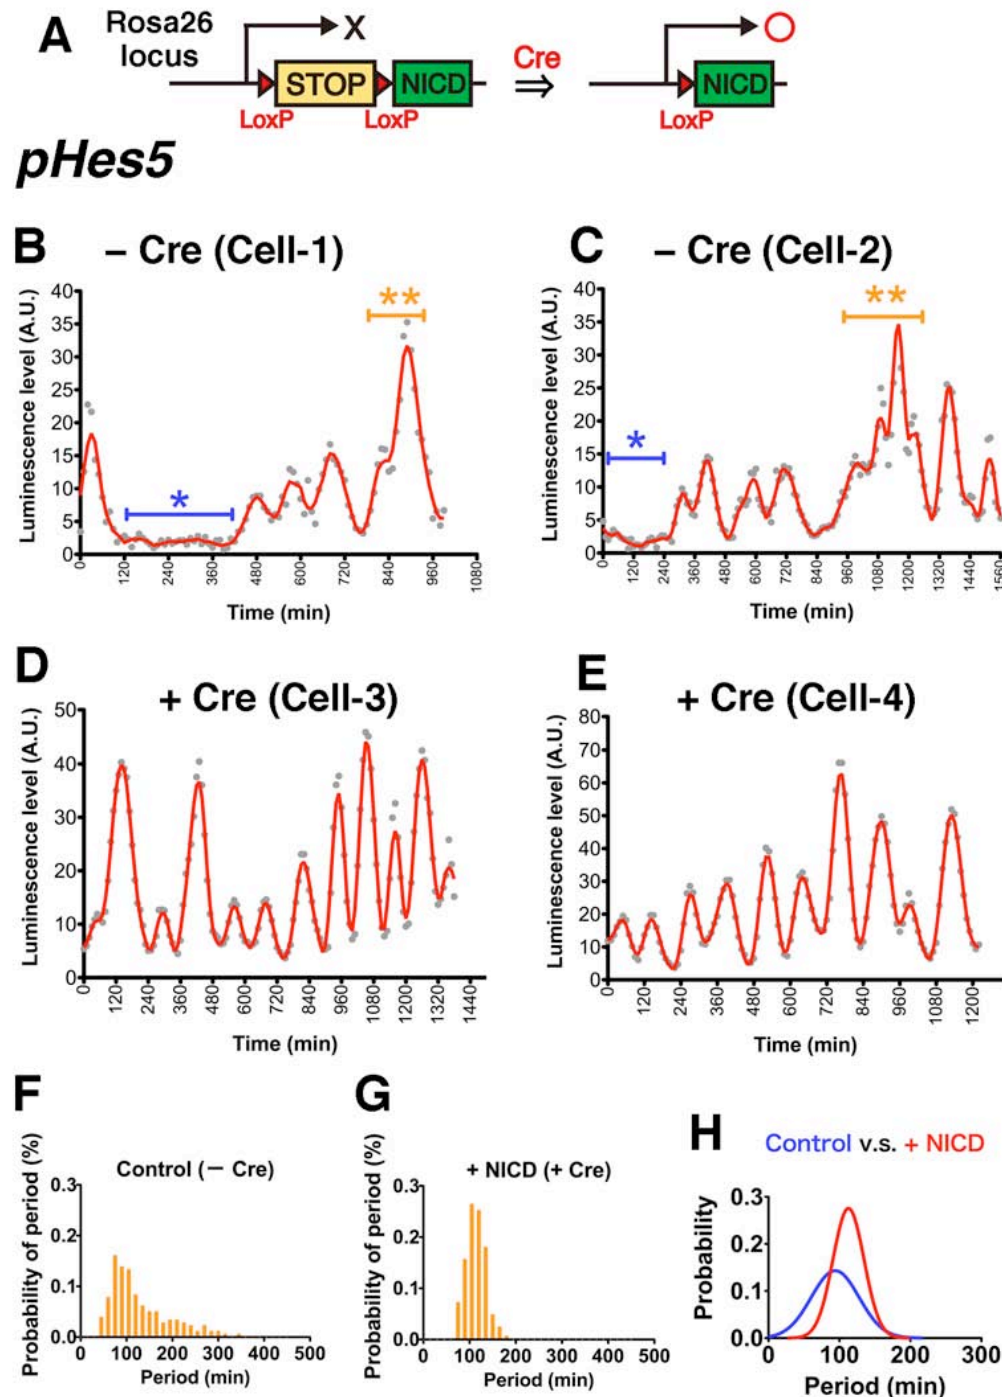 A
Rosa26
locus
X
STOP
NICD
LoxP
LoxP
Cre
⇒
NICD
LoxP
pHes5
B
– Cre (Cell-1)
**
*
Luminescence level (A.U.)
40
35
30
25
20
15
10
5
0
0 120 240 360 480 600 720 840 960 1080
Time (min)
C
– Cre (Cell-2)
**
*
Luminescence level (A.U.)
40
35
30
25
20
15
10
5
0
0 120 240 360 480 600 720 840 960 1080 1200 1320 1440 1560
Time (min)
D
+ Cre (Cell-3)
Luminescence level (A.U.)
50
40
30
20
10
0
0 120 240 360 480 600 720 840 960 1080 1200 1320 1440
Time (min)
E
+ Cre (Cell-4)
Luminescence level (A.U.)
80
70
60
50
40
30
20
10
0
0 120 240 360 480 600 720 840 960 1080 1200
Time (min)
F
Control (– Cre)
Probability of period (%)
0.3
0.2
0.1
0.0
0 100 200 300 400 500
Period (min)
G
+ NICD (+ Cre)
Probability of period (%)
0.3
0.2
0.1
0.0
0 100 200 300 400 500
Period (min)
H
Control v.s. + NICD
Probability
0.3
0.2
0.1
0.0
0 100 200 300
Period (min)